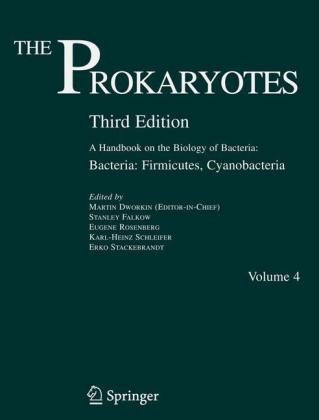 THE PROKARYOTES
Third Edition
A Handbook on the Biology of Bacteria:
Bacteria: Firmicutes, Cyanobacteria
Edited by
MARTIN DWORKIN (EDITOR-IN-CHIEF)
STANLEY FALKOW
EUGENE ROSENBERG
KARL-HEINZ SCHLEIFER
ERKO STACKEBRANDT
Volume 4
Springer